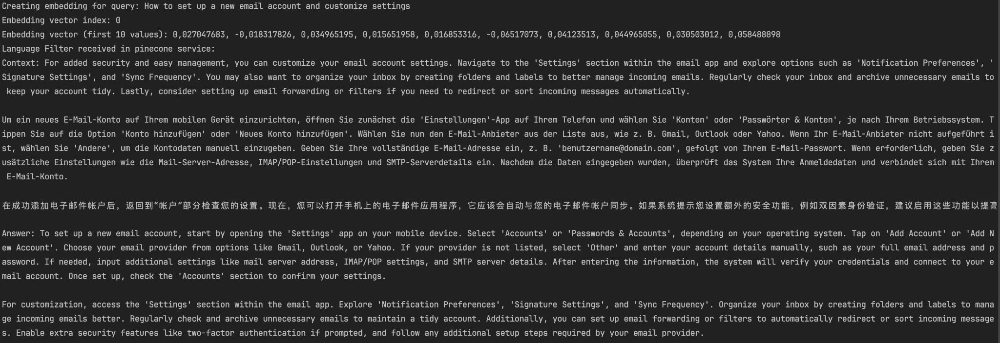 Creating embedding for query: How to set up a new email account and customize settings
Embedding vector index: 0
Embedding vector (first 10 values): 0,027047683, -0,018317826, 0,034965195, 0,015651958, 0,016853316, -0,06517073, 0,04123513, 0,044965055, 0,030503012, 0,058488898
Language Filter received in pinecone service:
Context: For added security and easy management, you can customize your email account settings. Navigate to the 'Settings' section within the email app and explore options such as 'Notification Preferences', '
Signature Settings', and 'Sync Frequency'. You may also want to organize your inbox by creating folders and labels to better manage incoming emails. Regularly check your inbox and archive unnecessary emails to
 keep your account tidy. Lastly, consider setting up email forwarding or filters if you need to redirect or sort incoming messages automatically.

Um ein neues E-Mail-Konto auf Ihrem mobilen Gerät einzurichten, öffnen Sie zunächst die 'Einstellungen'-App auf Ihrem Telefon und wählen Sie 'Konten' oder 'Passwörter & Konten', je nach Ihrem Betriebssystem. T
ippen Sie auf die Option 'Konto hinzufügen' oder 'Neues Konto hinzufügen'. Wählen Sie nun den E-Mail-Anbieter aus der Liste aus, wie z. B. Gmail, Outlook oder Yahoo. Wenn Ihr E-Mail-Anbieter nicht aufgeführt i
st, wählen Sie 'Andere', um die Kontodaten manuell einzugeben. Geben Sie Ihre vollständige E-Mail-Adresse ein, z. B. 'benutzername@domain.com', gefolgt von Ihrem E-Mail-Passwort. Wenn erforderlich, geben Sie z
usätzliche Einstellungen wie die Mail-Server-Adresse, IMAP/POP-Einstellungen und SMTP-Serverdetails ein. Nachdem die Daten eingegeben wurden, überprüft das System Ihre Anmeldedaten und verbindet sich mit Ihrem
 E-Mail-Konto.

在成功添加电子邮件帐户后，返回到“帐户”部分检查您的设置。现在，您可以打开手机上的电子邮件应用程序，它应该会自动与您的电子邮件帐户同步。如果系统提示您设置额外的安全功能，例如双因素身份验证，建议启用这些功能以提高

Answer: To set up a new email account, start by opening the 'Settings' app on your mobile device. Select 'Accounts' or 'Passwords & Accounts', depending on your operating system. Tap on 'Add Account' or 'Add N
ew Account'. Choose your email provider from options like Gmail, Outlook, or Yahoo. If your provider is not listed, select 'Other' and enter your account details manually, such as your full email address and p
assword. If needed, input additional settings like mail server address, IMAP/POP settings, and SMTP server details. After entering the information, the system will verify your credentials and connect to your e
mail account. Once set up, check the 'Accounts' section to confirm your settings.

For customization, access the 'Settings' section within the email app. Explore 'Notification Preferences', 'Signature Settings', and 'Sync Frequency'. Organize your inbox by creating folders and labels to mana
ge incoming emails better. Regularly check and archive unnecessary emails to maintain a tidy account. Additionally, you can set up email forwarding or filters to automatically redirect or sort incoming message
s. Enable extra security features like two-factor authentication if prompted, and follow any additional setup steps required by your email provider.